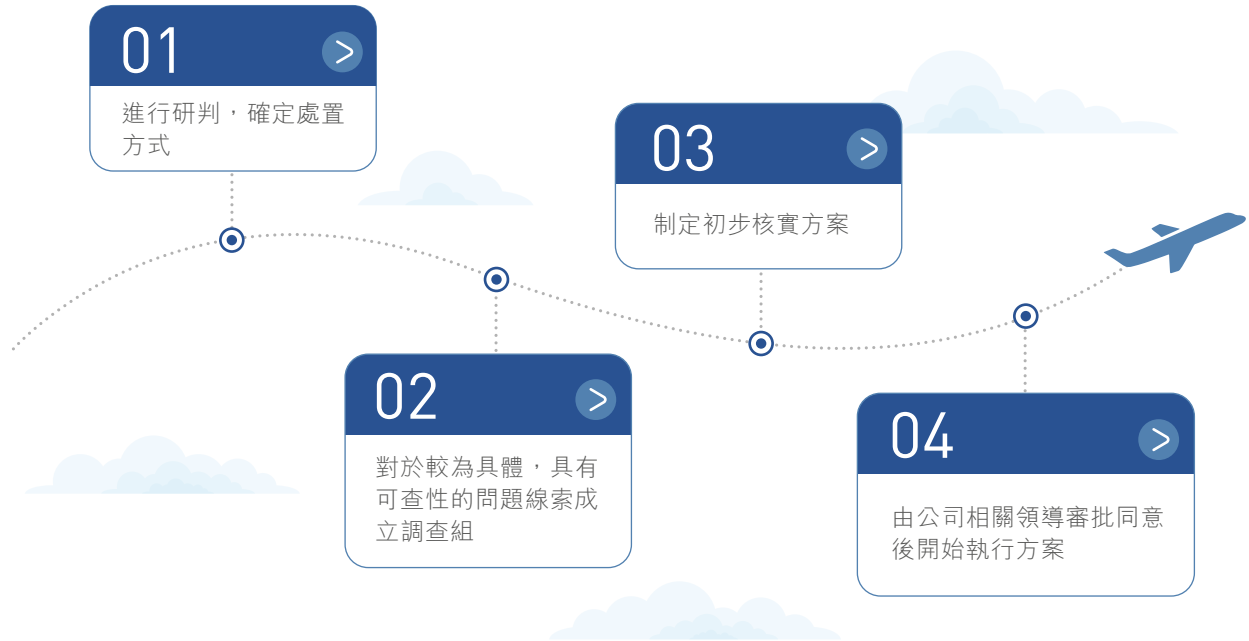 01
進行研判，確定處置
方式
02
對於較為具體，具有
可查性的問題線索成
立調查組
03
制定初步核實方案
04
由公司相關領導審批同意
後開始執行方案